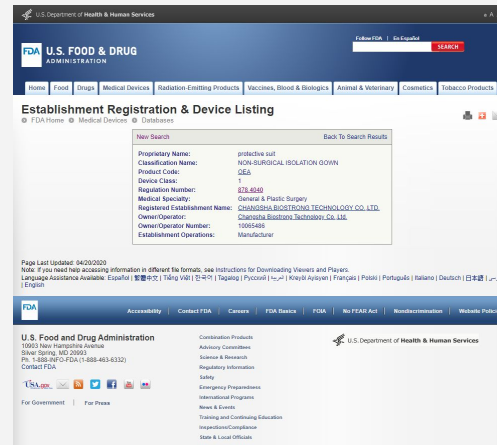 U.S. Department of Health & Human Services
A
Follow FDA | En Español
SEARCH
FDA U.S. FOOD & DRUG
ADMINISTRATION
Home Food Drugs Medical Devices Radiation-Emitting Products Vaccines, Blood & Biologics Animal & Veterinary Cosmetics Tobacco Products
Establishment Registration & Device Listing
FDA Home Medical Devices Databases
New Search Back To Search Results
Proprietary Name: protective suit
Classification Name: NON-SURGICAL ISOLATION GOWN
Product Code: OEA
Device Class: 1
Regulation Number: 878.4040
Medical Specialty: General & Plastic Surgery
Registered Establishment Name: CHANGSHA BIOSTRONG TECHNOLOGY CO. LTD.
Owner/Operator: Changsha Biostrong Technology Co. Ltd.
Owner/Operator Number: 10065486
Establishment Operations: Manufacturer
Page Last Updated: 04/20/2020
Note: If you need help accessing information in different file formats, see Instructions for Downloading Viewers and Players.
Language Assistance Available: Español | 繁體中文 | Tiếng Việt | 한국어 | Tagalog | Русский | العربية | Kreyòl Ayisyen | Français | Polski | Português | Italiano | Deutsch | 日本語 |
| English
FDA
Accessibility | Contact FDA | Careers | FDA Basics | FOIA | No FEAR Act | Nondiscrimination | Website Polici
U.S. Food and Drug Administration
10903 New Hampshire Avenue
Silver Spring, MD 20993
Ph. 1-888-INFO-FDA (1-888-463-6332)
Contact FDA
USA.gov
For Government | For Press
Combination Products
Advisory Committees
Science & Research
Regulatory Information
Safety
Emergency Preparedness
International Programs
News & Events
Training and Continuing Education
Inspections/Compliance
State & Local Officials
U.S. Department of Health & Human Services